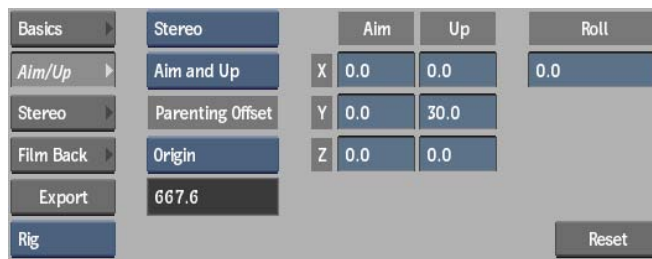 Basics Stereo Aim Up Roll
Aim/Up Aim and Up X 0.0 0.0 0.0
Stereo Parenting Offset Y 0.0 30.0
Film Back Origin Z 0.0 0.0
Export 667.6
Rig Reset